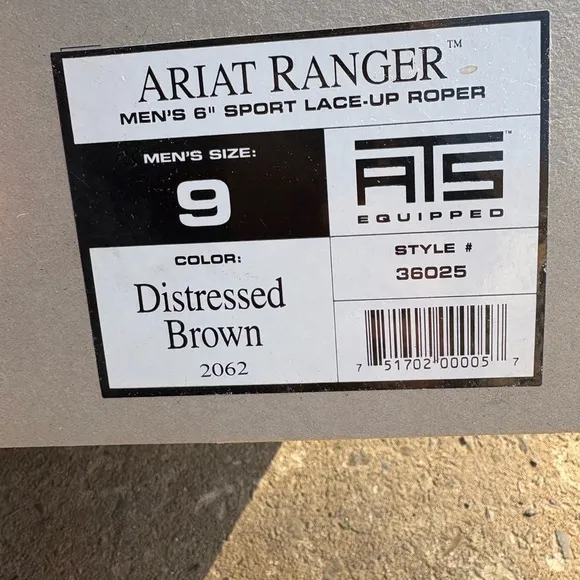 ARIAT RANGER™
MEN'S 6" SPORT LACE-UP ROPER
MEN'S SIZE:
9
ATS™
EQUIPPED
COLOR:
Distressed
Brown
2062
STYLE #
36025
7 51702 00005 7